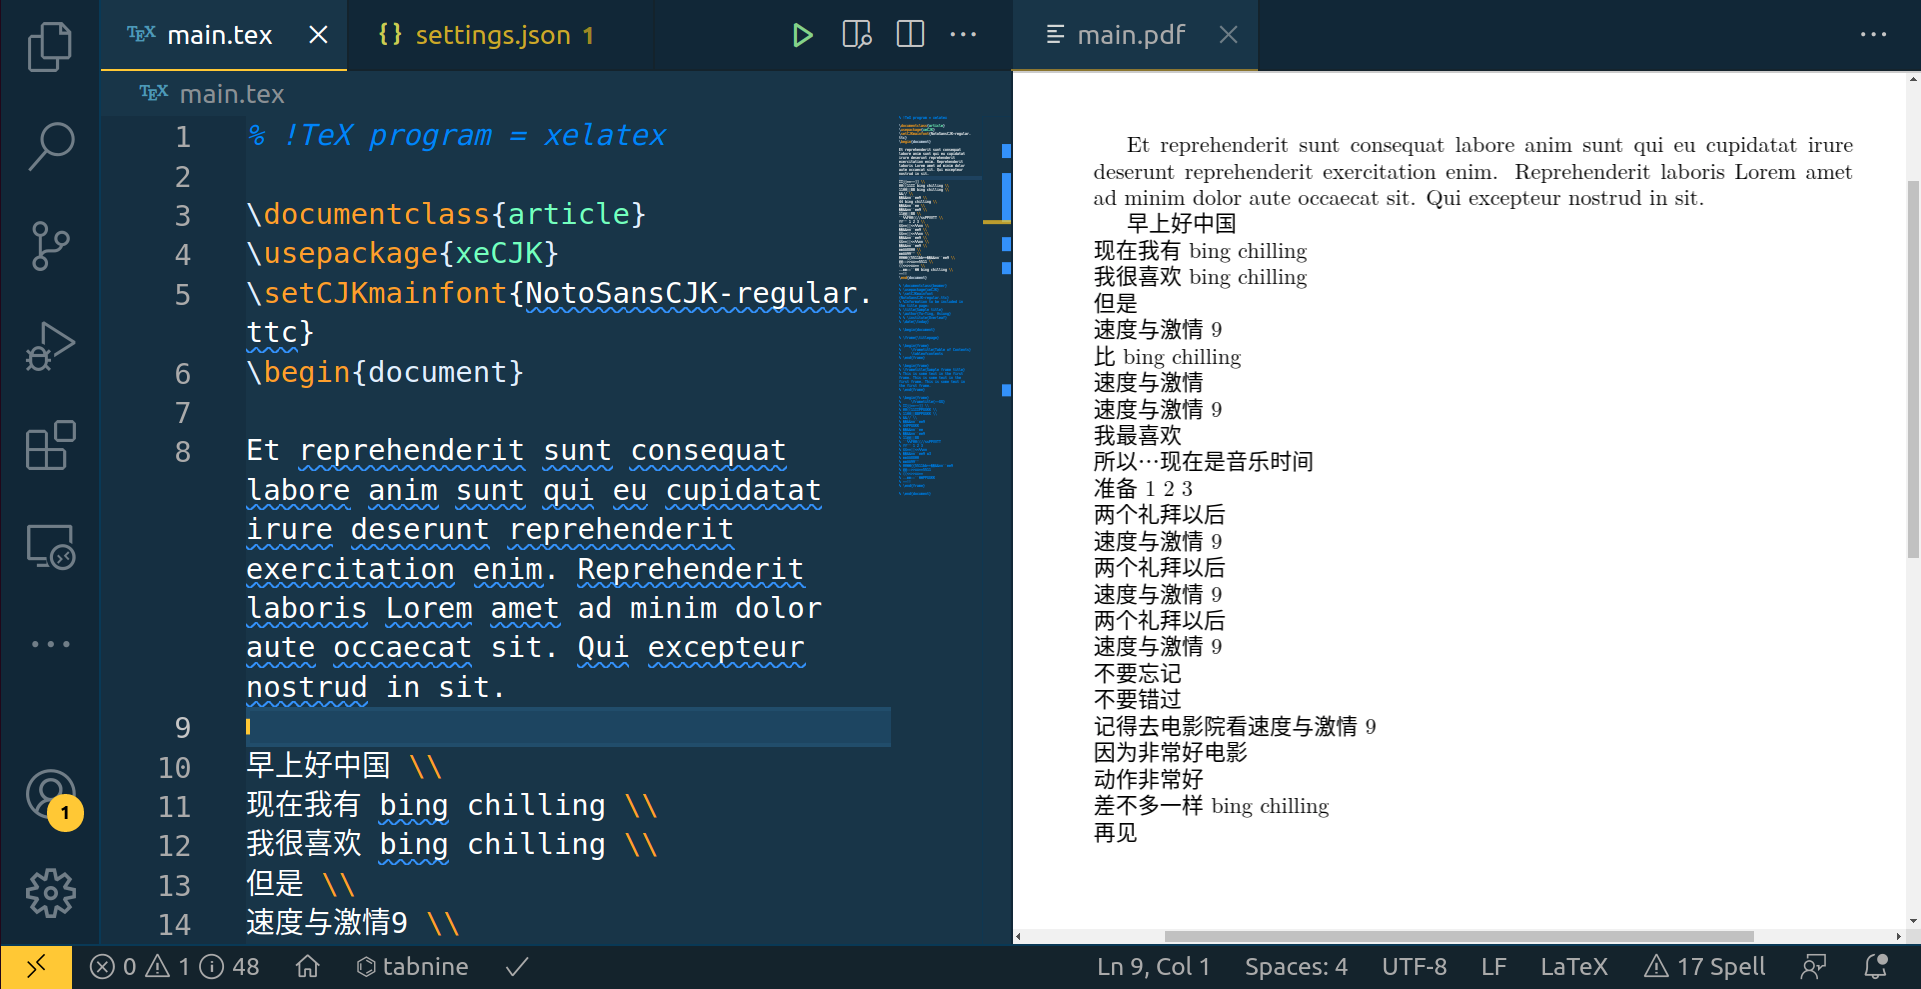 main.tex
settings.json 1
main.pdf
main.tex
1 % !TeX program = xelatex
2
3 \documentclass{article}
4 \usepackage{xeCJK}
5 \setCJKmainfont{NotoSansCJK-regular.
ttc}
6 \begin{document}
7
8 Et reprehenderit sunt consequat
labore anim sunt qui eu cupidatat
irure deserunt reprehenderit
exercitation enim. Reprehenderit
laboris Lorem amet ad minim dolor
aute occaecat sit. Qui excepteur
nostrud in sit.
9
10 早上好中国 \\
11 现在我有 bing chilling \\
12 我很喜欢 bing chilling \\
13 但是 \\
14 速度与激情9 \\
Et reprehenderit sunt consequat labore anim sunt qui eu cupidatat irure
deserunt reprehenderit exercitation enim. Reprehenderit laboris Lorem amet
ad minim dolor aute occaecat sit. Qui excepteur nostrud in sit.
早上好中国
现在我有 bing chilling
我很喜欢 bing chilling
但是
速度与激情 9
比 bing chilling
速度与激情
速度与激情 9
我最喜欢
所以…现在是音乐时间
准备 1 2 3
两个礼拜以后
速度与激情 9
两个礼拜以后
速度与激情 9
两个礼拜以后
速度与激情 9
不要忘记
不要错过
记得去电影院看速度与激情 9
因为非常好电影
动作非常好
差不多一样 bing chilling
再见
1
0 1 48 tabnine Ln 9, Col 1 Spaces: 4 UTF-8 LF LaTeX 17 Spell